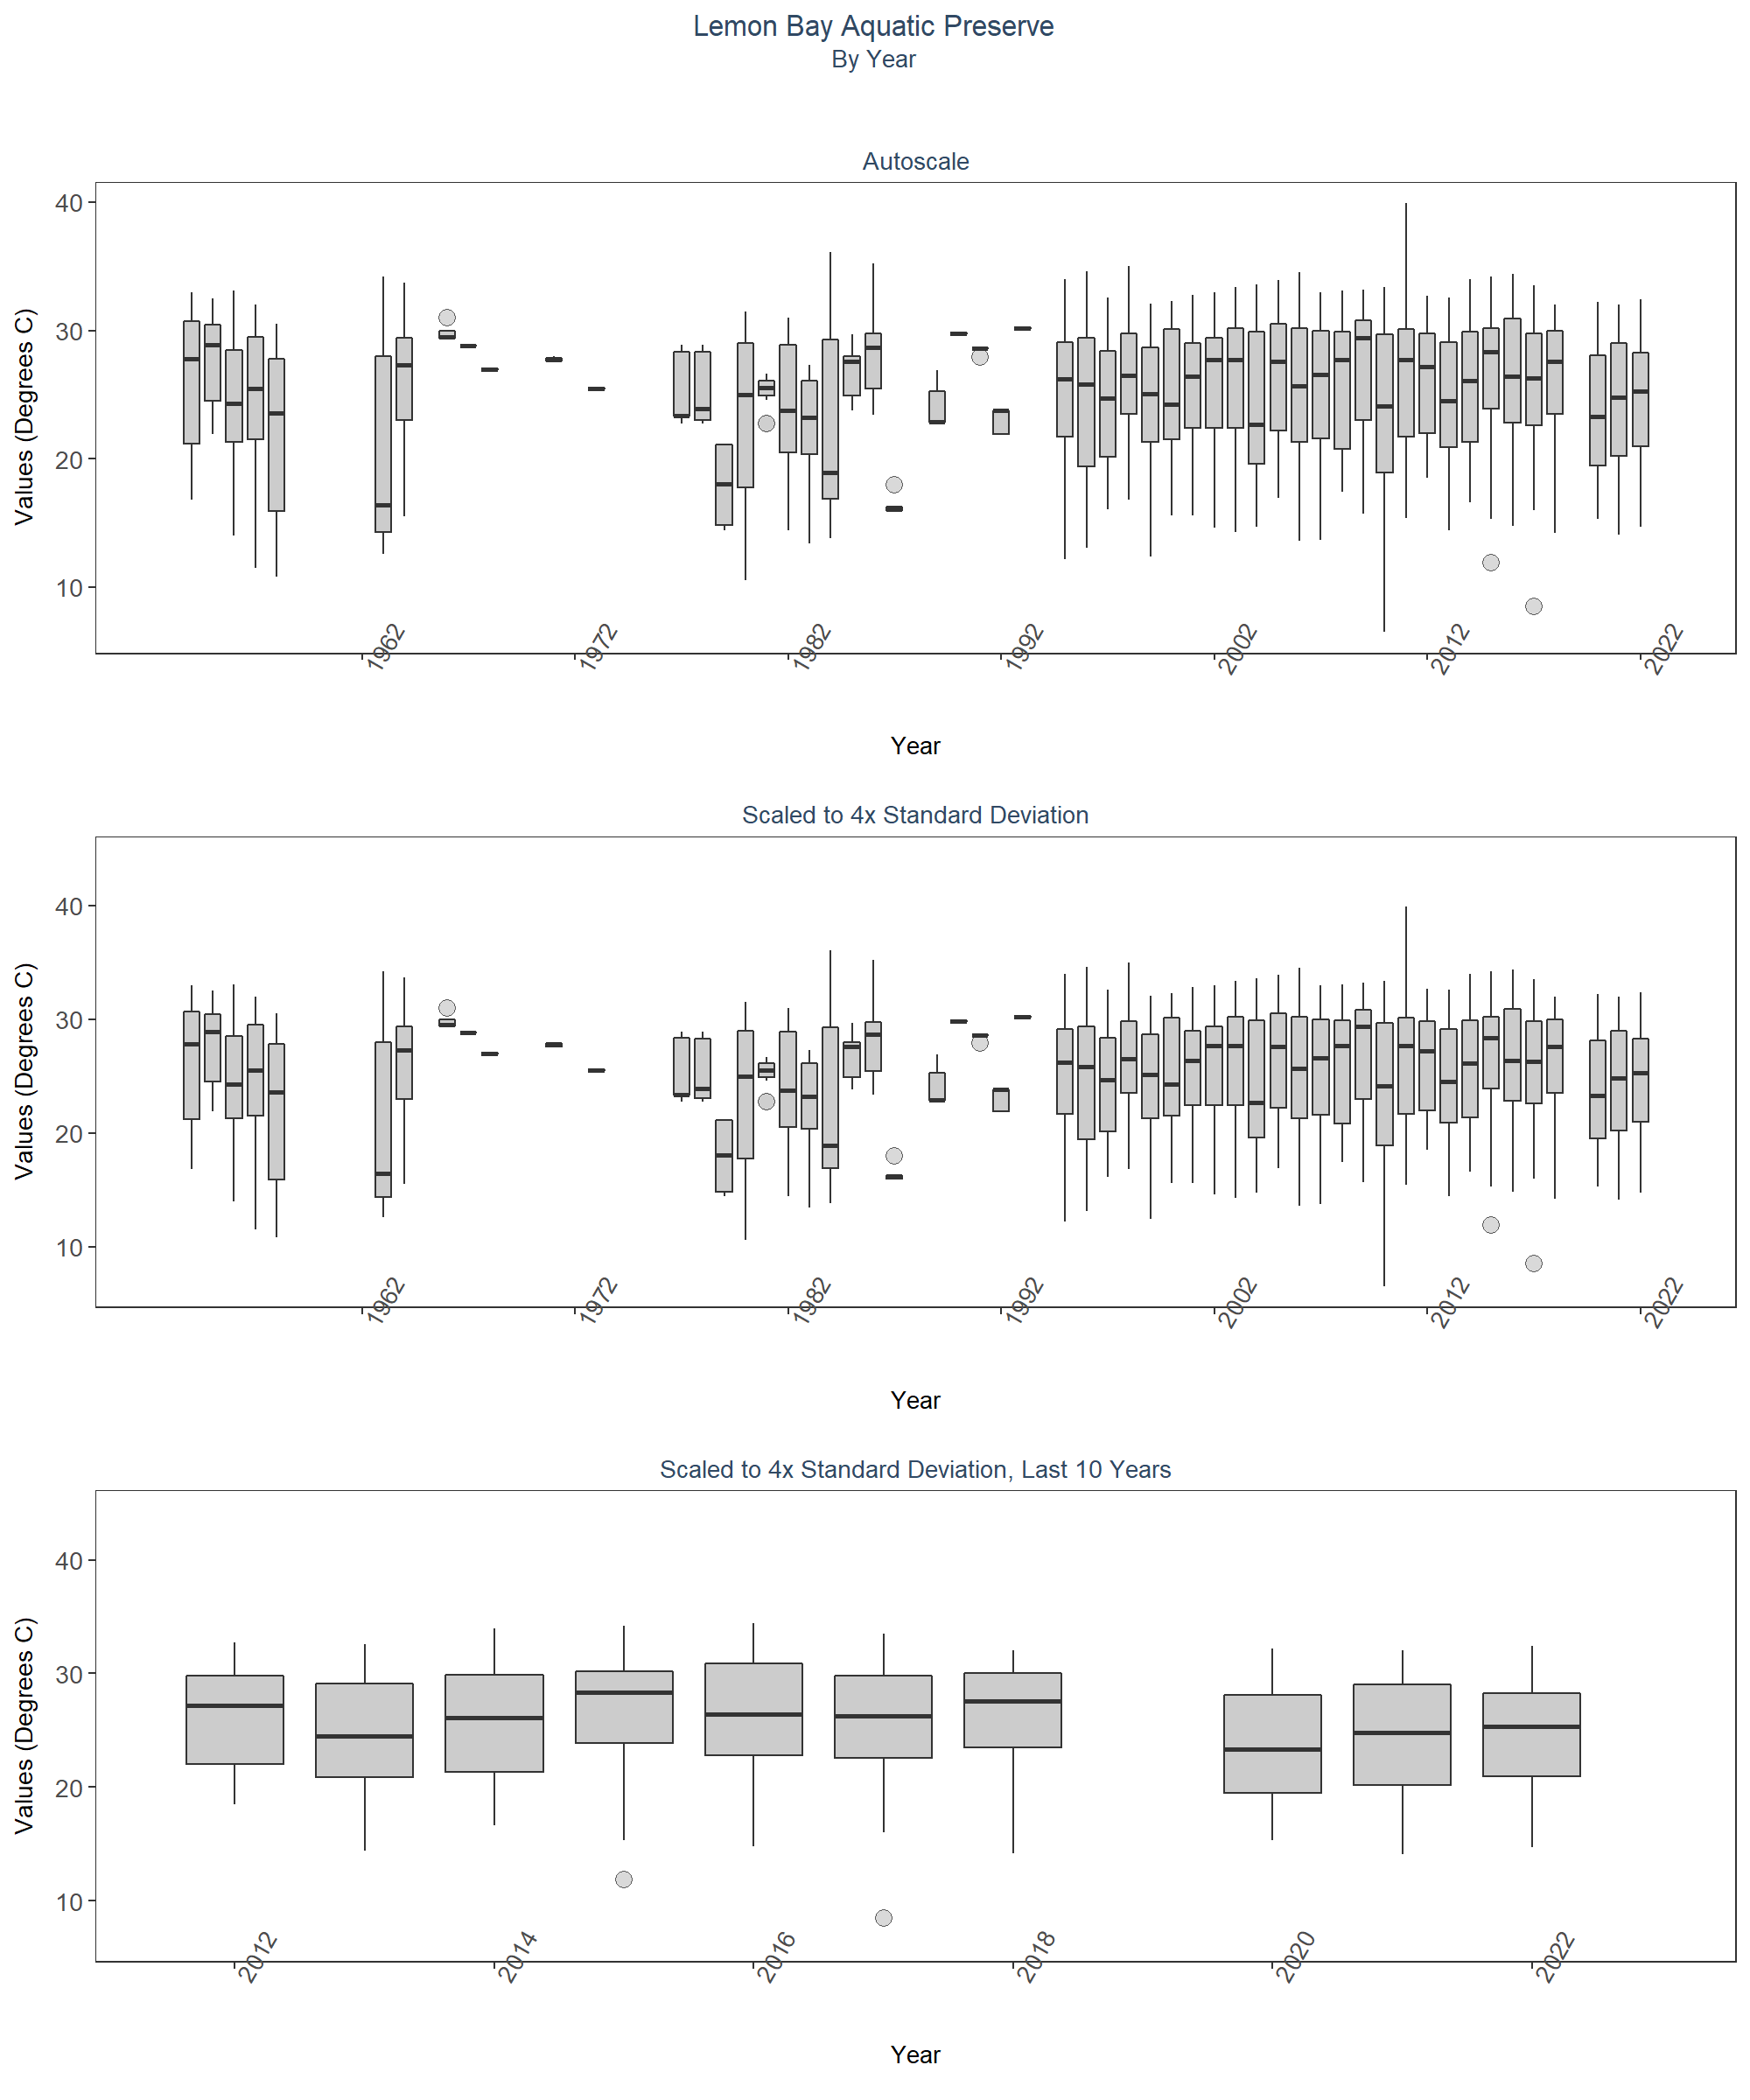 Lemon Bay Aquatic Preserve
By Year
Autoscale
Values (Degrees C)
40
30
20
10
1962 1972 1982 1992 2002 2012 2022
Year
Scaled to 4x Standard Deviation
Values (Degrees C)
40
30
20
10
1962 1972 1982 1992 2002 2012 2022
Year
Scaled to 4x Standard Deviation, Last 10 Years
Values (Degrees C)
40
30
20
10
2012 2014 2016 2018 2020 2022
Year